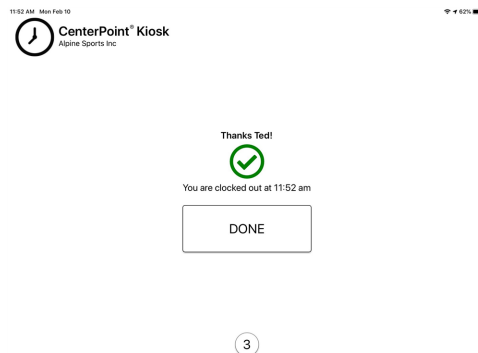 11:52 AM Mon Feb 10
62%
CenterPoint® Kiosk
Alpine Sports Inc
Thanks Ted!
You are clocked out at 11:52 am
DONE
3